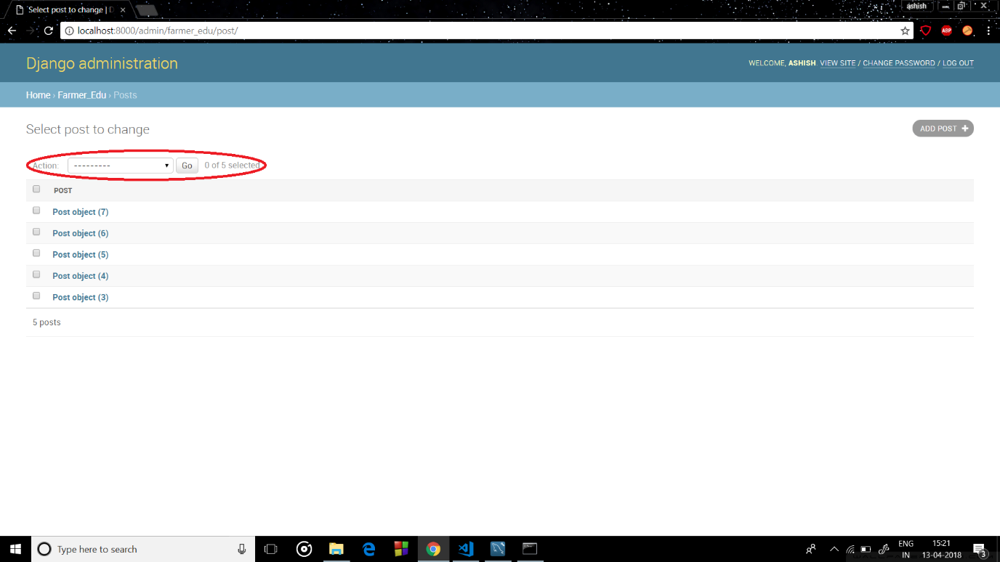 Select post to change | D
ashish
localhost:8000/admin/farmer_edu/post/
ABP
Django administration
WELCOME, ASHISH. VIEW SITE / CHANGE PASSWORD / LOG OUT
Home › Farmer_Edu › Posts
Select post to change
ADD POST +
Action: --------- Go 0 of 5 selected
POST
Post object (7)
Post object (6)
Post object (5)
Post object (4)
Post object (3)
5 posts
Type here to search
ENG
IN
15:21
13-04-2018
3